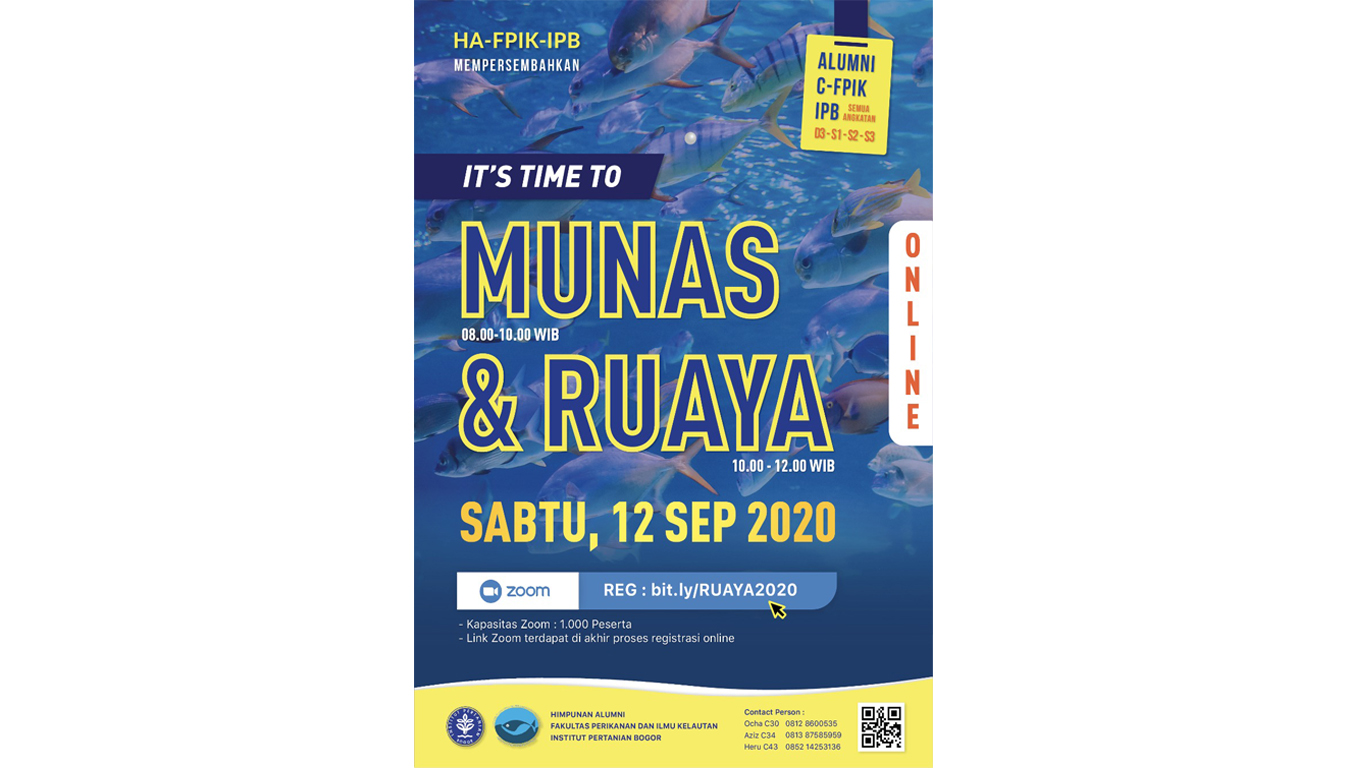 HA-FPIK-IPB
MEMPERSEMBAHKAN
ALUMNI
C-FPIK
IPB SEMUA ANGKATAN
D3-S1-S2-S3
IT'S TIME TO
MUNAS
08.00-10.00 WIB
& RUAYA
10.00 - 12.00 WIB
ONLINE
SABTU, 12 SEP 2020
zoom REG : bit.ly/RUAYA2020
- Kapasitas Zoom : 1.000 Peserta
- Link Zoom terdapat di akhir proses registrasi online
INSTITUT PERTANIAN BOGOR
HIMPUNAN ALUMNI
FAKULTAS PERIKANAN DAN ILMU KELAUTAN
INSTITUT PERTANIAN BOGOR
Contact Person :
Ocha C30 0812 8600535
Aziz C34 0813 87585959
Heru C43 0852 14253136